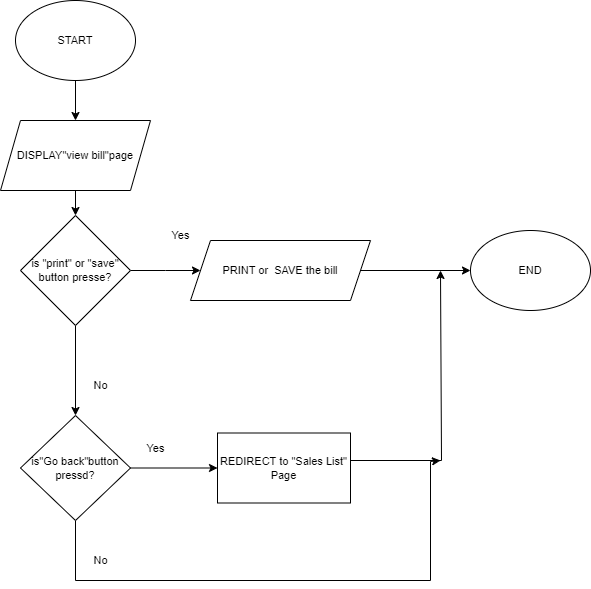 START
DISPLAY"view bill"page
Yes
is "print" or "save"
button presse?
PRINT or  SAVE the bill
END
No
Yes
is"Go back"button
pressd?
REDIRECT to "Sales List"
Page
No